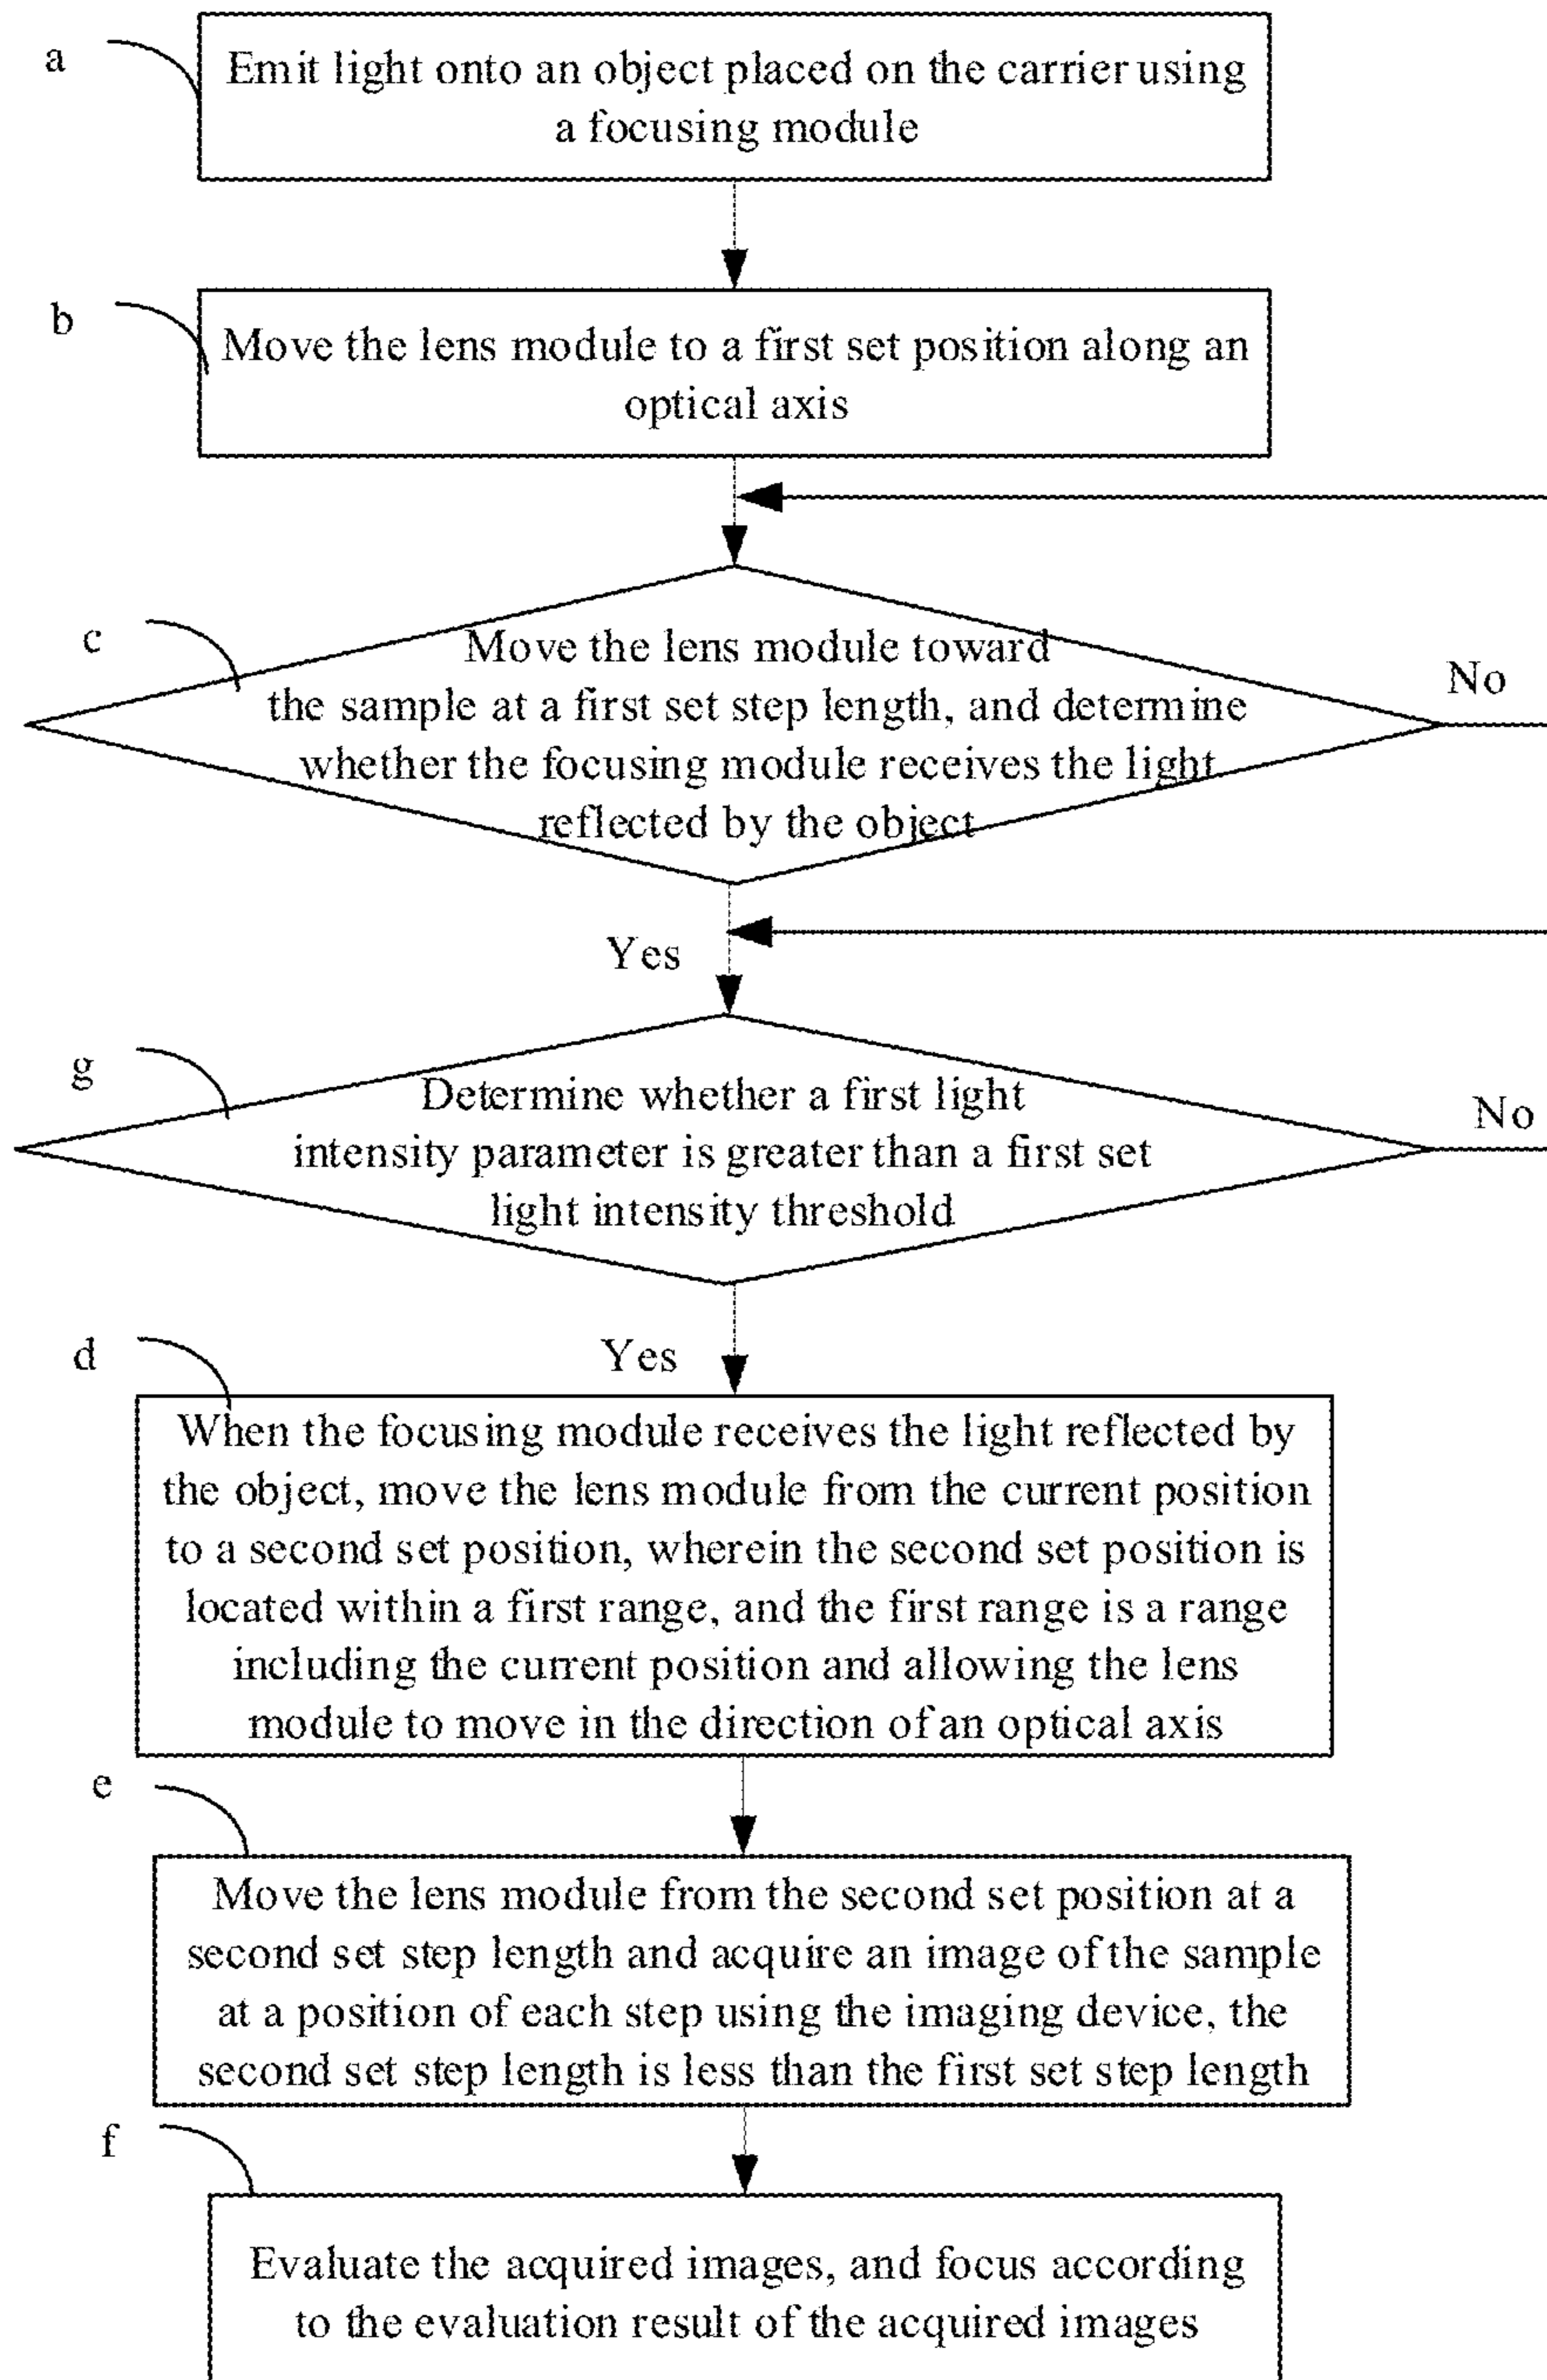 a
Emit light onto an object placed on the carrier using
a focusing module
b
Move the lens module to a first set position along an
optical axis
c
Move the lens module toward
the sample at a first set step length, and determine
whether the focusing module receives the light
reflected by the object
No
Yes
g
Determine whether a first light
intensity parameter is greater than a first set
light intensity threshold
No
Yes
d
When the focusing module receives the light reflected by
the object, move the lens module from the current position
to a second set position, wherein the second set position is
located within a first range, and the first range is a range
including the current position and allowing the lens
module to move in the direction of an optical axis
e
Move the lens module from the second set position at a
second set step length and acquire an image of the sample
at a position of each step using the imaging device, the
second set step length is less than the first set step length
f
Evaluate the acquired images, and focus according
to the evaluation result of the acquired images